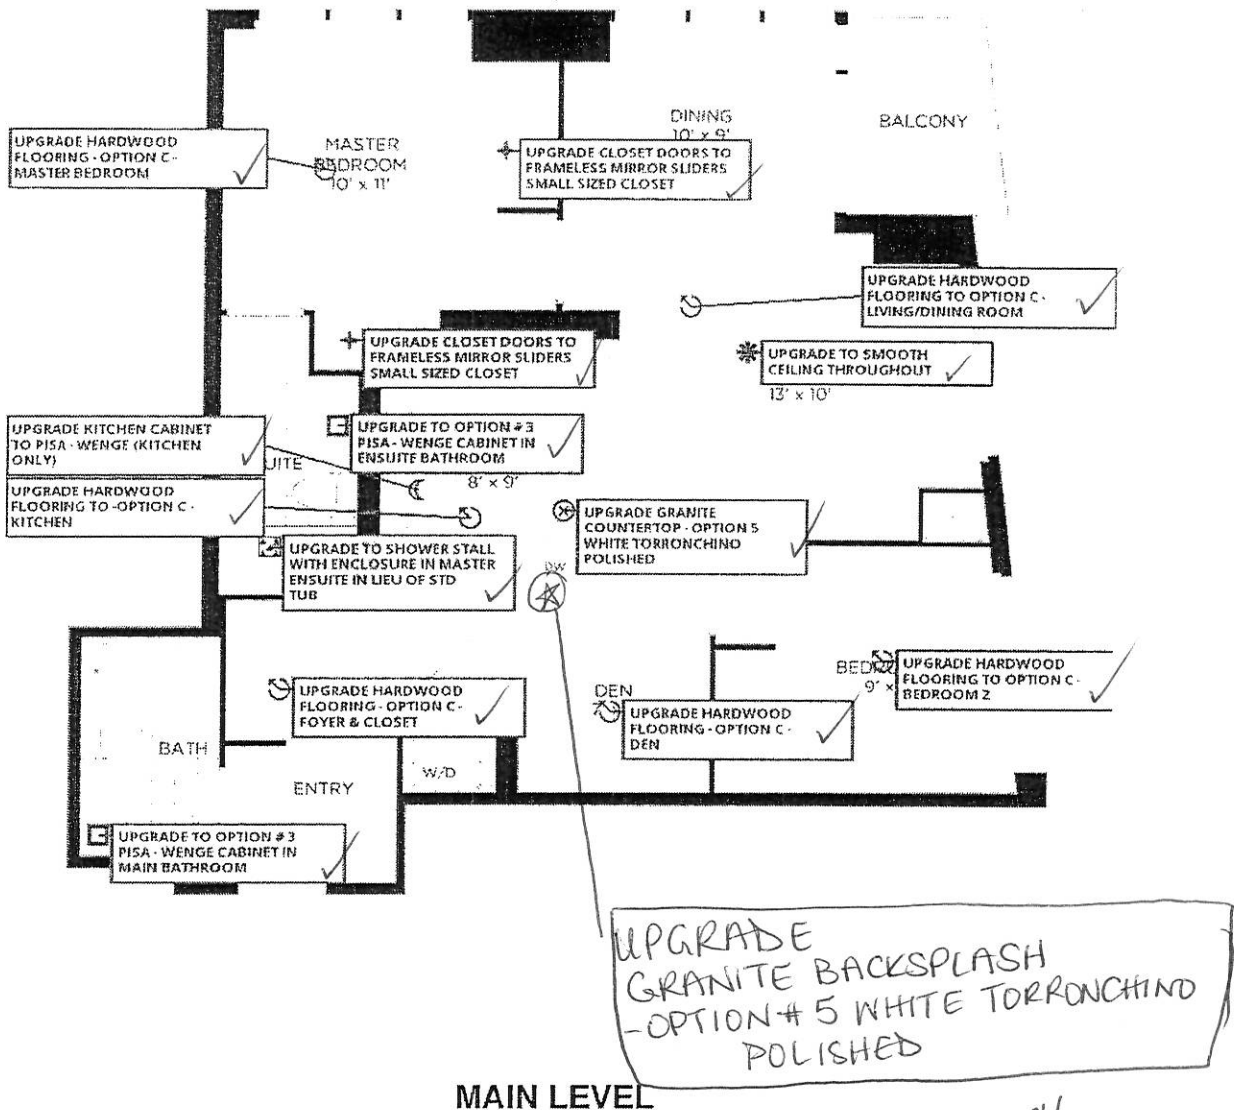 DINING
10' x 9'
BALCONY
UPGRADE HARDWOOD
FLOORING - OPTION C -
MASTER BEDROOM
MASTER
BEDROOM
10' x 11'
UPGRADE CLOSET DOORS TO
FRAMELESS MIRROR SLIDERS
SMALL SIZED CLOSET
UPGRADE HARDWOOD
FLOORING TO OPTION C -
LIVING/DINING ROOM
UPGRADE CLOSET DOORS TO
FRAMELESS MIRROR SLIDERS
SMALL SIZED CLOSET
UPGRADE TO SMOOTH
CEILING THROUGHOUT
13' x 10'
UPGRADE KITCHEN CABINET
TO PISA - WENGE (KITCHEN
ONLY)
UPGRADE TO OPTION #3
PISA - WENGE CABINET IN
ENSUITE BATHROOM
UITE
8' x 9'
UPGRADE HARDWOOD
FLOORING TO -OPTION C -
KITCHEN
UPGRADE GRANITE
COUNTERTOP - OPTION 5
WHITE TORRONCHINO
POLISHED
UPGRADE TO SHOWER STALL
WITH ENCLOSURE IN MASTER
ENSUITE IN LIEU OF STD
TUB
DW
UPGRADE HARDWOOD
FLOORING - OPTION C -
FOYER & CLOSET
DEN
UPGRADE HARDWOOD
FLOORING - OPTION C -
DEN
9' x
UPGRADE HARDWOOD
FLOORING TO OPTION C -
BEDROOM 2
BATH
W/D
ENTRY
UPGRADE TO OPTION #3
PISA - WENGE CABINET IN
MAIN BATHROOM
UPGRADE
GRANITE BACKSPLASH
-OPTION # 5 WHITE TORRONCHINO
POLISHED
MAIN LEVEL